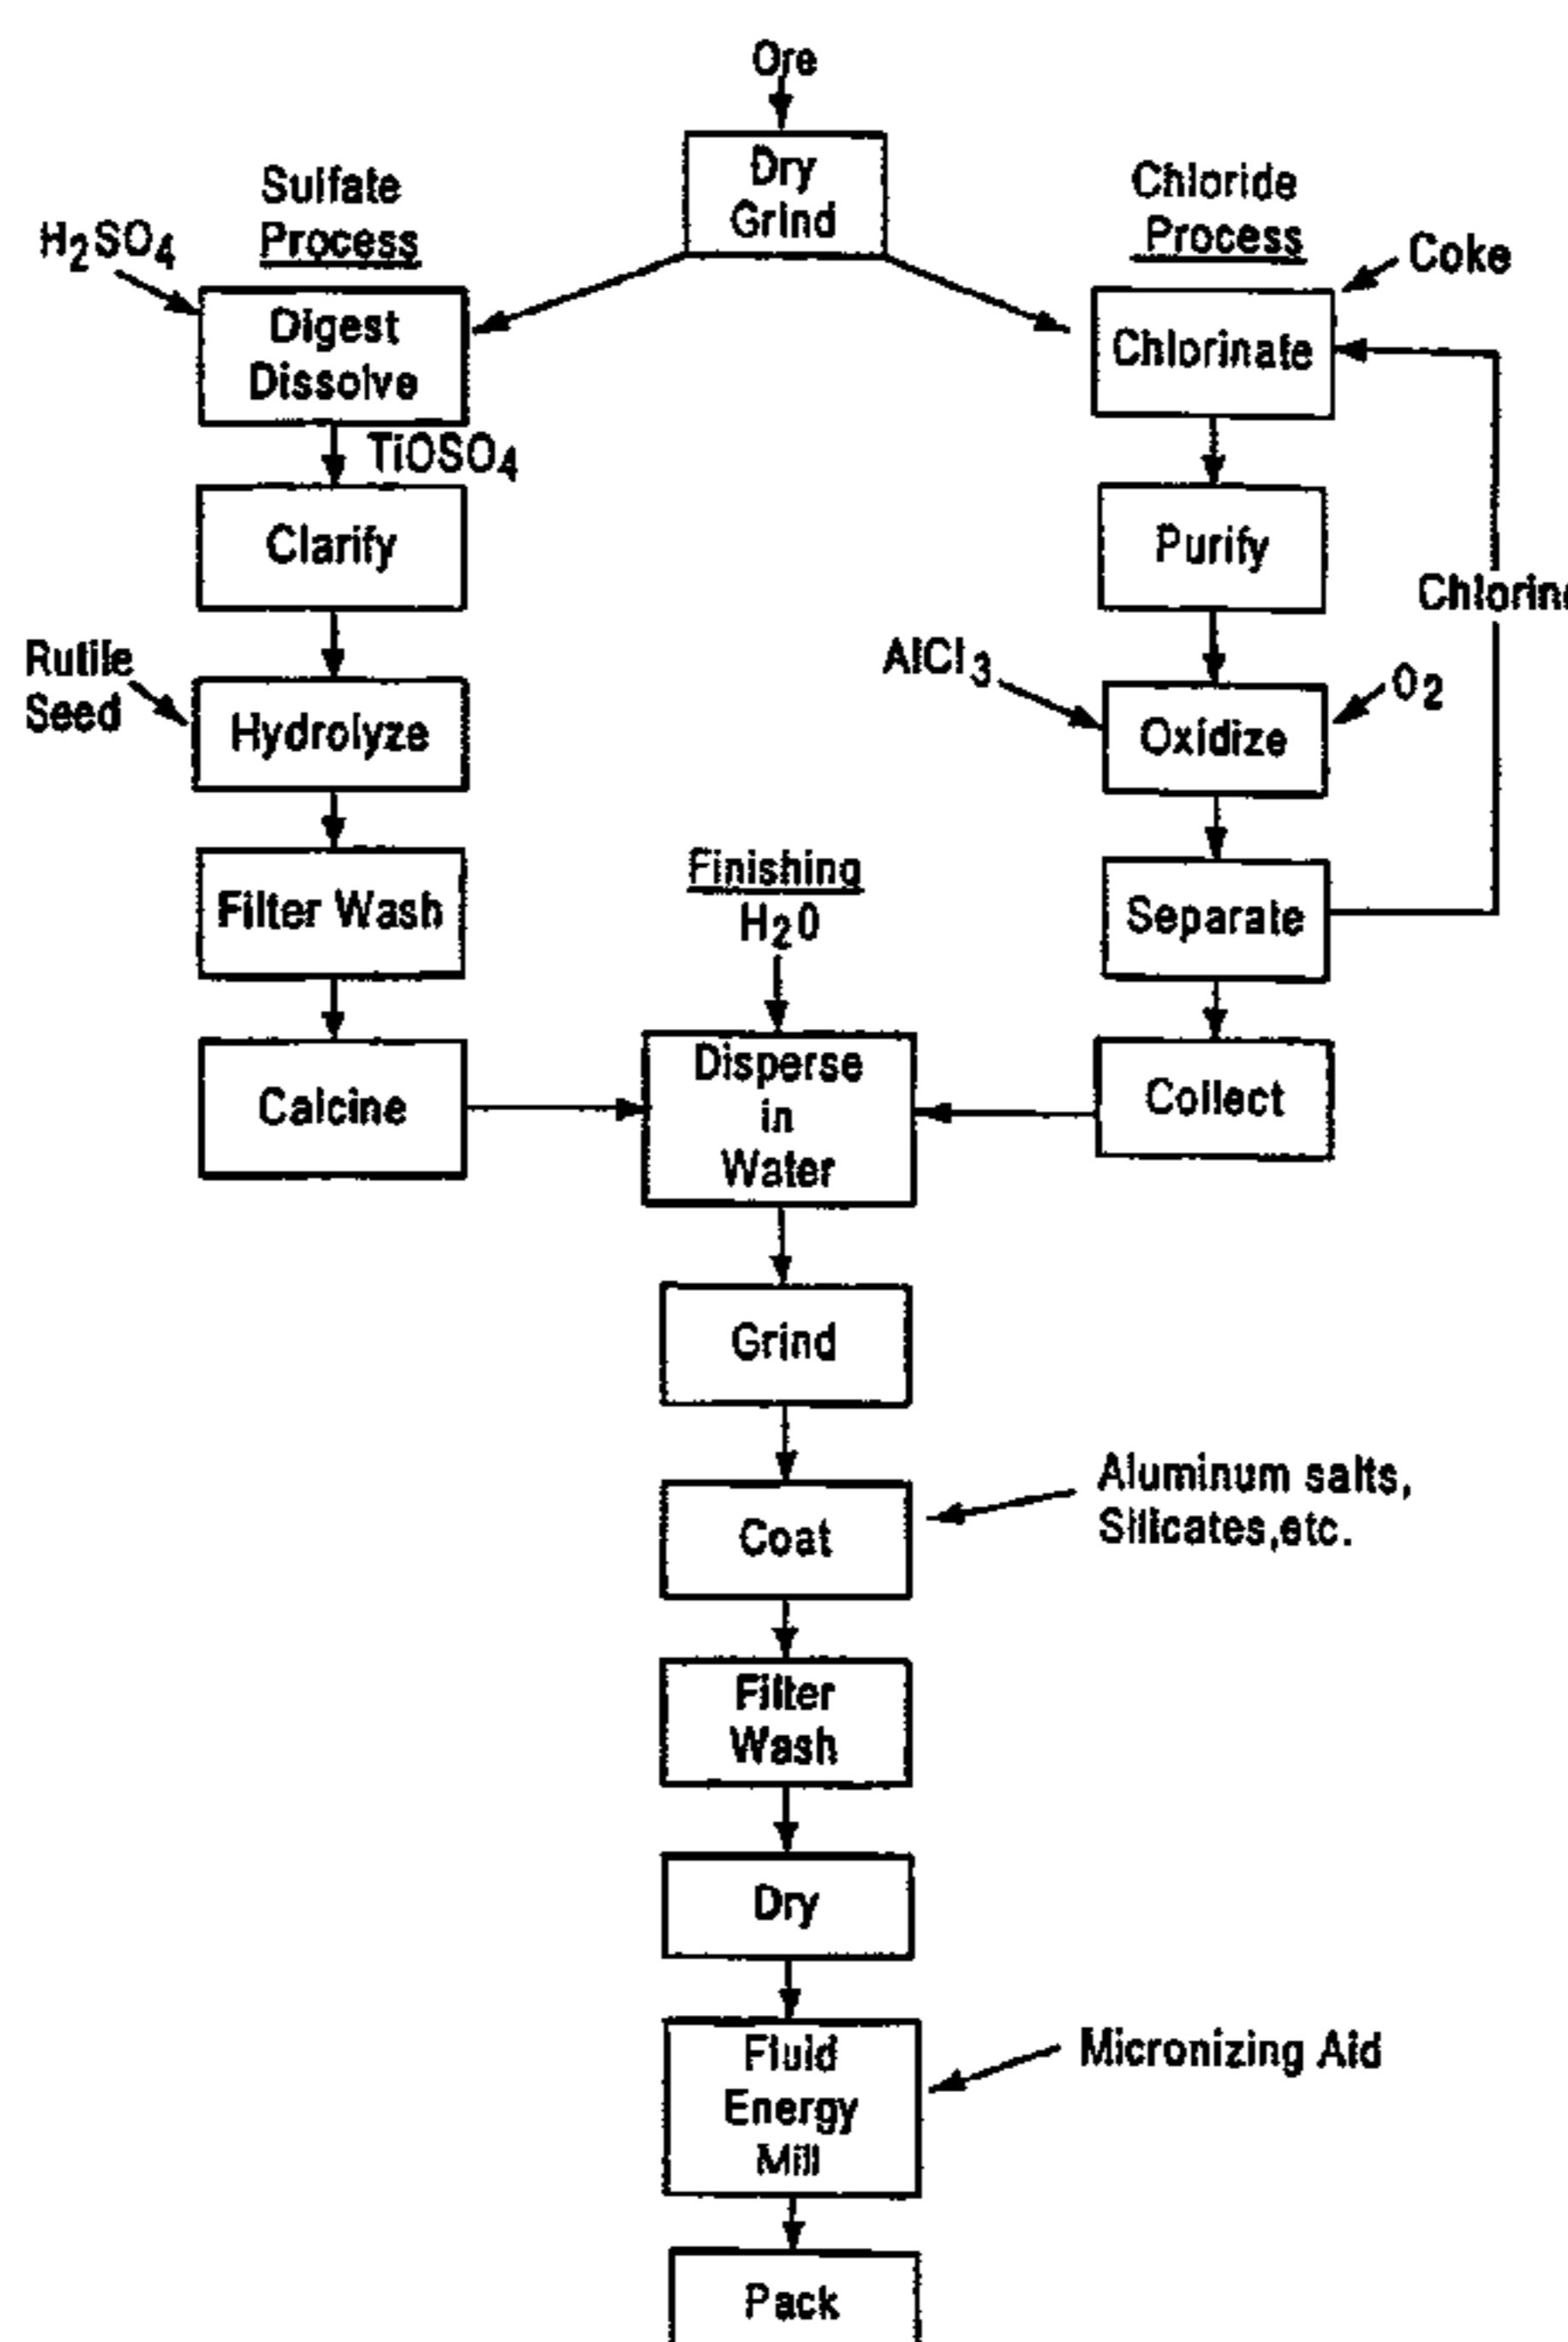 Ore
Dry
Grind
Sulfate
Process
Chloride
Process
H2SO4
Coke
Digest
Dissolve
Chlorinate
TiOSO4
Clarify
Purify
Chlorin
Rutile
Seed
AlCl3
O2
Hydrolyze
Oxidize
Filter Wash
Finishing
H2O
Separate
Calcine
Disperse
in
Water
Collect
Grind
Coat
Aluminum salts,
Silicates,etc.
Filter
Wash
Dry
Fluid
Energy
Mill
Micronizing Aid
Pack